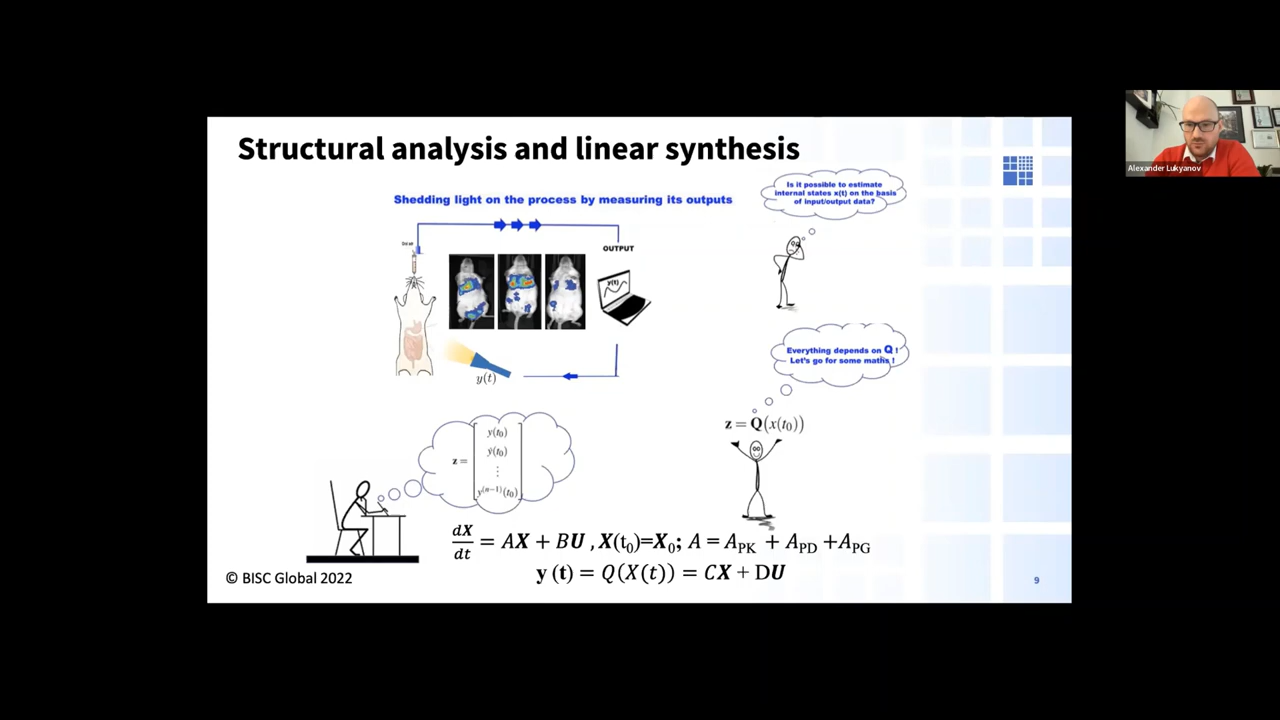 Structural analysis and linear synthesis
Alexander Lukyanov
Is it possible to estimate
internal states x(t) on the basis
of input/output data?
Shedding light on the process by measuring its outputs
OUTPUT
y(t)
Everything depends on Q !
Let's go for some maths !
y(t)
z = Q(x(t₀))
z = [y(t₀)
ẏ(t₀)
⋮
y⁽ⁿ⁻¹⁾(t₀)]
dX/dt = AX + BU , X(t₀)=X₀; A = A_PK + A_PD +A_PG
y (t) = Q(X(t)) = CX + DU
© BISC Global 2022
9